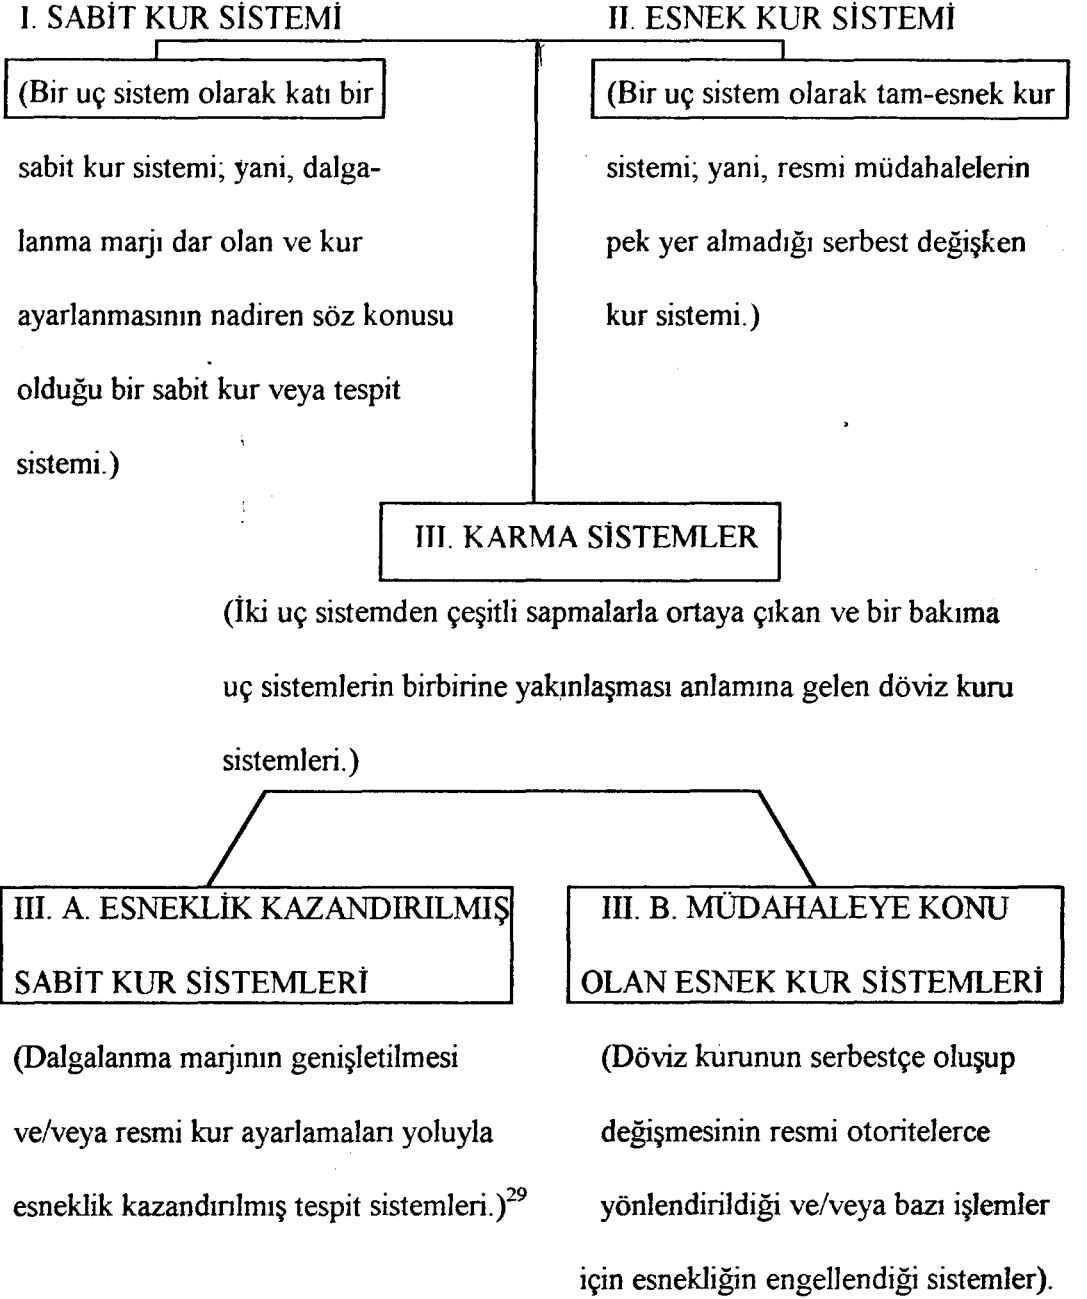 I. SABİT KUR SİSTEMİ
(Bir uç sistem olarak katı bir
sabit kur sistemi; yani, dalga-
lanma marjı dar olan ve kur
ayarlanmasının nadiren söz konusu
olduğu bir sabit kur veya tespit
sistemi.)
II. ESNEK KUR SİSTEMİ
(Bir uç sistem olarak tam-esnek kur
sistemi; yani, resmi müdahalelerin
pek yer almadığı serbest değişken
kur sistemi.)
III. KARMA SİSTEMLER
(İki uç sistemden çeşitli sapmalarla ortaya çıkan ve bir bakıma
uç sistemlerin birbirine yakınlaşması anlamına gelen döviz kuru
sistemleri.)
III. A. ESNEKLİK KAZANDIRILMIŞ
SABİT KUR SİSTEMLERİ
(Dalgalanma marjının genişletilmesi
ve/veya resmi kur ayarlamaları yoluyla
esneklik kazandırılmış tespit sistemleri.)29
III. B. MÜDAHALEYE KONU
OLAN ESNEK KUR SİSTEMLERİ
(Döviz kurunun serbestçe oluşup
değişmesinin resmi otoritelerce
yönlendirildiği ve/veya bazı işlemler
için esnekliğin engellendiği sistemler).